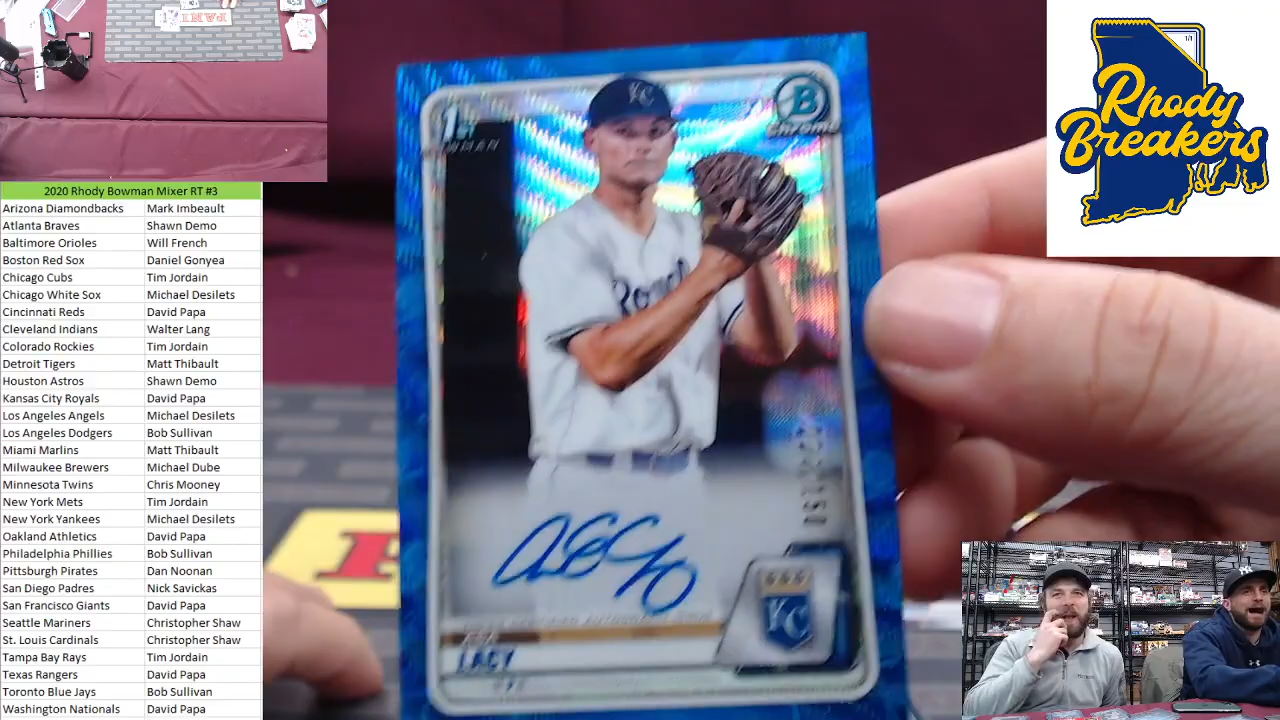 PANI
1/1
Rhody
Breakers
2020 Rhody Bowman Mixer RT #3
Arizona Diamondbacks Mark Imbeault
Atlanta Braves Shawn Demo
Baltimore Orioles Will French
Boston Red Sox Daniel Gonyea
Chicago Cubs Tim Jordain
Chicago White Sox Michael Desilets
Cincinnati Reds David Papa
Cleveland Indians Walter Lang
Colorado Rockies Tim Jordain
Detroit Tigers Matt Thibault
Houston Astros Shawn Demo
Kansas City Royals David Papa
Los Angeles Angels Michael Desilets
Los Angeles Dodgers Bob Sullivan
Miami Marlins Matt Thibault
Milwaukee Brewers Michael Dube
Minnesota Twins Chris Mooney
New York Mets Tim Jordain
New York Yankees Michael Desilets
Oakland Athletics David Papa
Philadelphia Phillies Bob Sullivan
Pittsburgh Pirates Dan Noonan
San Diego Padres Nick Savickas
San Francisco Giants David Papa
Seattle Mariners Christopher Shaw
St. Louis Cardinals Christopher Shaw
Tampa Bay Rays Tim Jordain
Texas Rangers David Papa
Toronto Blue Jays Bob Sullivan
Washington Nationals David Papa
1ST
BOWMAN
B
Chrome
KC
Royals
KC
LACY